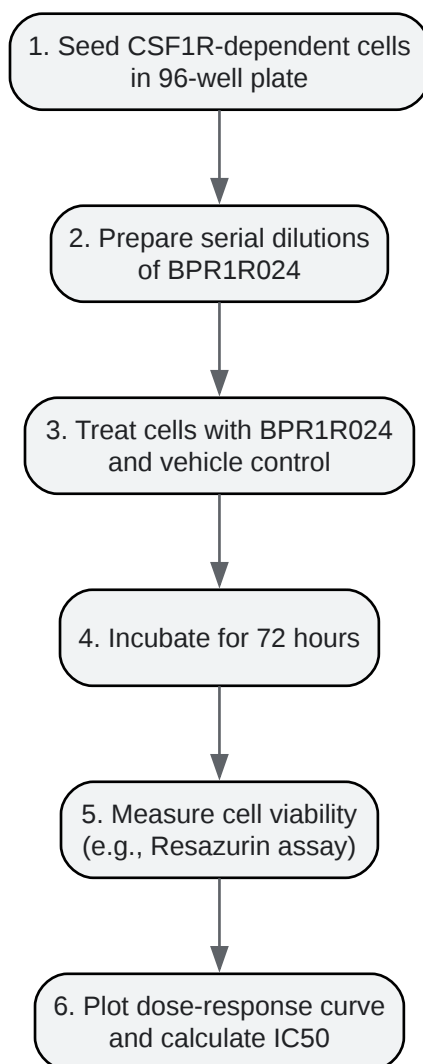 1. Seed CSF1R-dependent cells
in 96-well plate
2. Prepare serial dilutions
of BPR1R024
3. Treat cells with BPR1R024
and vehicle control
4. Incubate for 72 hours
5. Measure cell viability
(e.g., Resazurin assay)
6. Plot dose-response curve
and calculate IC50